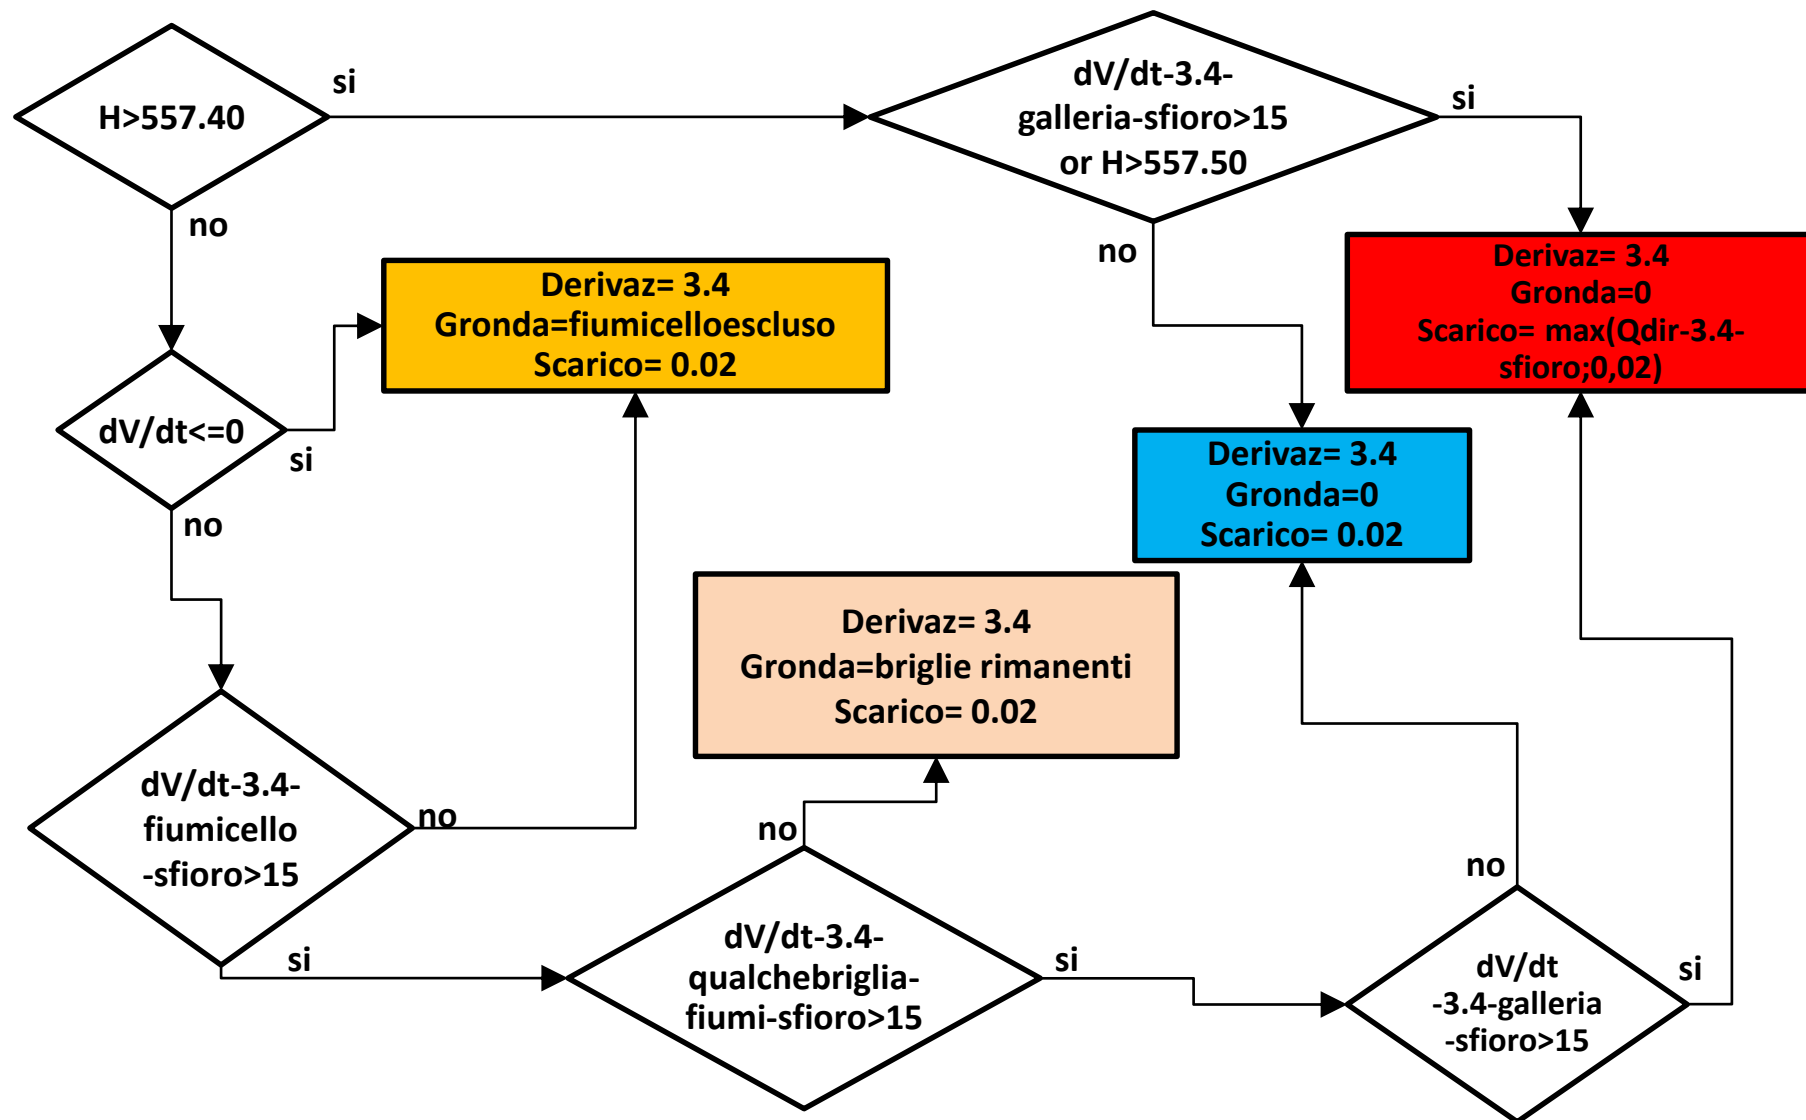 H>557.40
si
dV/dt-3.4-
galleria-sfioro>15
or H>557.50
si
no
no
Derivaz= 3.4
Gronda=0
Scarico= max(Qdir-3.4-
sfioro;0,02)
Derivaz= 3.4
Gronda=fiumicelloescluso
Scarico= 0.02
dV/dt<=0
si
no
Derivaz= 3.4
Gronda=0
Scarico= 0.02
Derivaz= 3.4
Gronda=briglie rimanenti
Scarico= 0.02
dV/dt-3.4-
fiumicello
-sfioro>15
no
si
no
dV/dt-3.4-
qualchebriglia-
fiumi-sfioro>15
si
no
dV/dt
-3.4-galleria
-sfioro>15
si